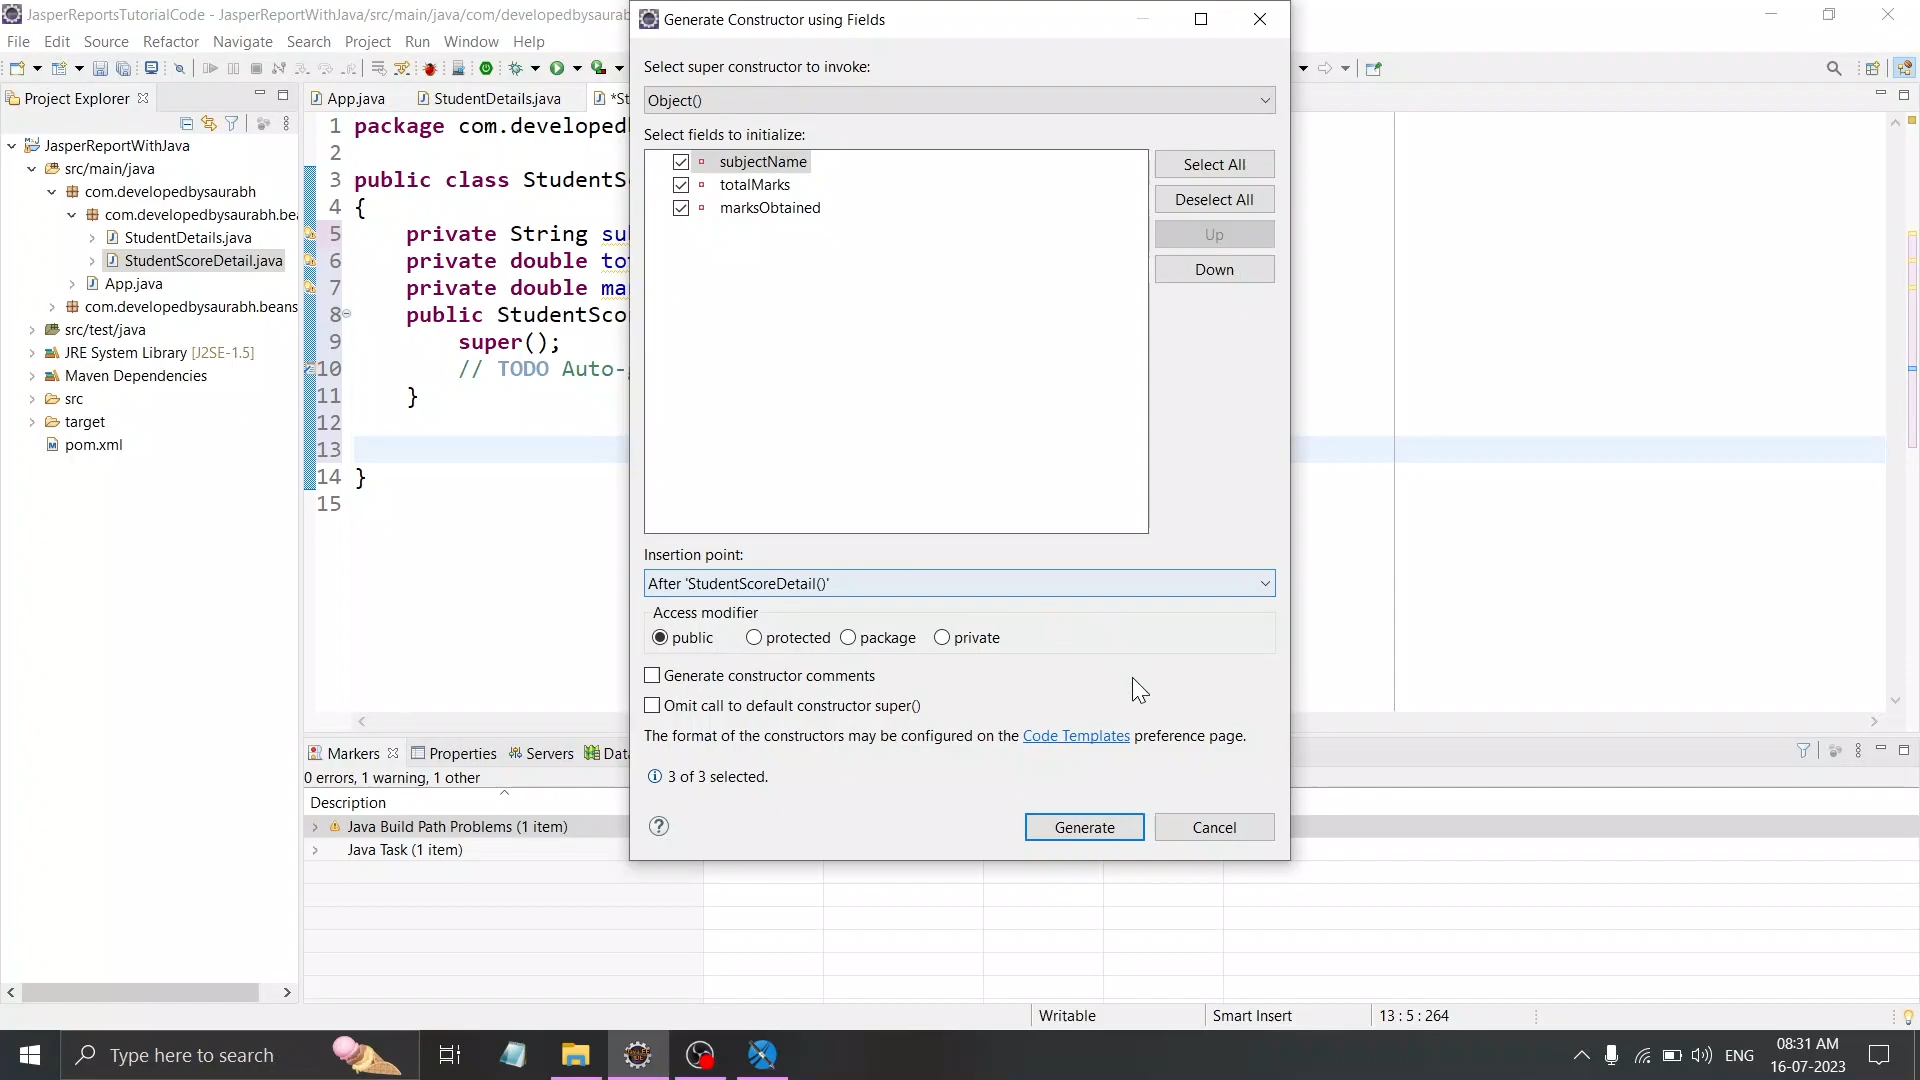 JasperReportsTutorialCode - JasperReportWithJava/src/main/java/com/developedbysaurab
File Edit Source Refactor Navigate Search Project Run Window Help
Project Explorer
JasperReportWithJava
src/main/java
com.developedbysaurabh
com.developedbysaurabh.bea
StudentDetails.java
StudentScoreDetail.java
App.java
com.developedbysaurabh.beans
src/test/java
JRE System Library [J2SE-1.5]
Maven Dependencies
src
target
pom.xml
App.java StudentDetails.java *St
1 package com.developedb
2
3 public class StudentS
4 {
5 private String su
6 private double to
7 private double ma
8 public StudentSco
9 super();
10 // TODO Auto-
11 }
12
13
14 }
15
Generate Constructor using Fields
Select super constructor to invoke:
Object()
Select fields to initialize:
subjectName
totalMarks
marksObtained
Select All
Deselect All
Up
Down
Insertion point:
After 'StudentScoreDetail()'
Access modifier
public protected package private
Generate constructor comments
Omit call to default constructor super()
The format of the constructors may be configured on the Code Templates preference page.
3 of 3 selected.
Generate Cancel
Markers Properties Servers Data
0 errors, 1 warning, 1 other
Description
Java Build Path Problems (1 item)
Java Task (1 item)
Writable Smart Insert 13 : 5 : 264
Type here to search
ENG
08:31 AM
16-07-2023